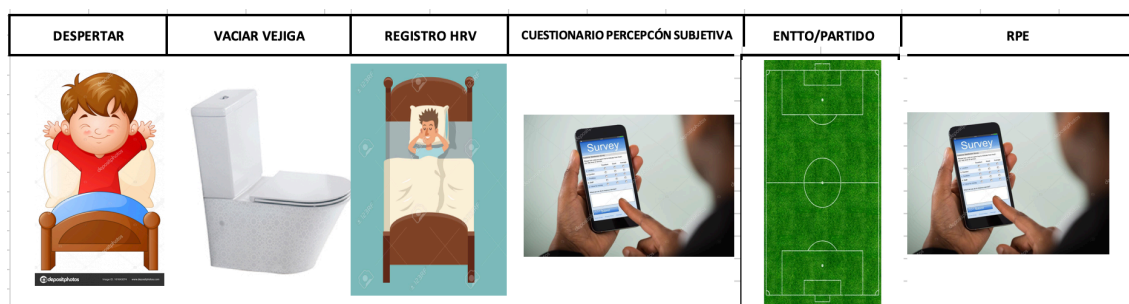 DESPERTAR
VACIAR VEJIGA
REGISTRO HRV
CUESTIONARIO PERCEPCÓN SUBJETIVA
ENTTO/PARTIDO
RPE
Survey
Survey
depositphotos